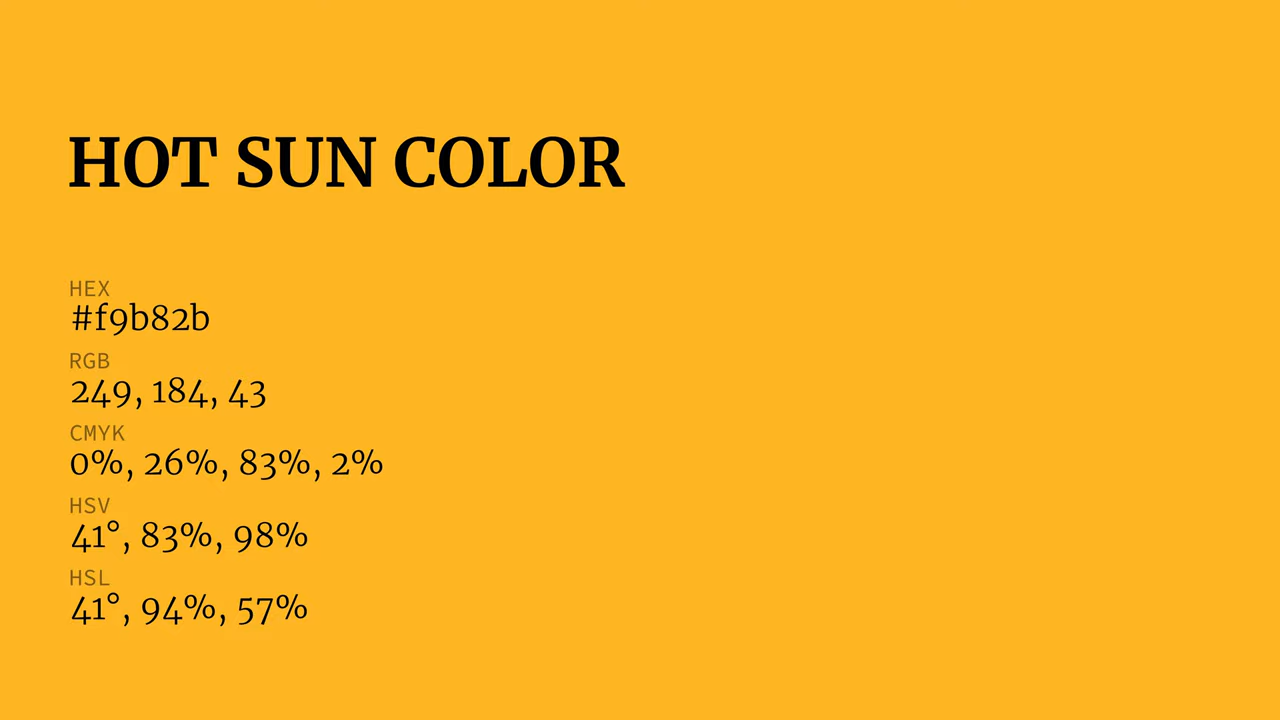 HOT SUN COLOR
HEX
#f9b82b
RGB
249, 184, 43
CMYK
0%, 26%, 83%, 2%
HSV
41°, 83%, 98%
HSL
41°, 94%, 57%